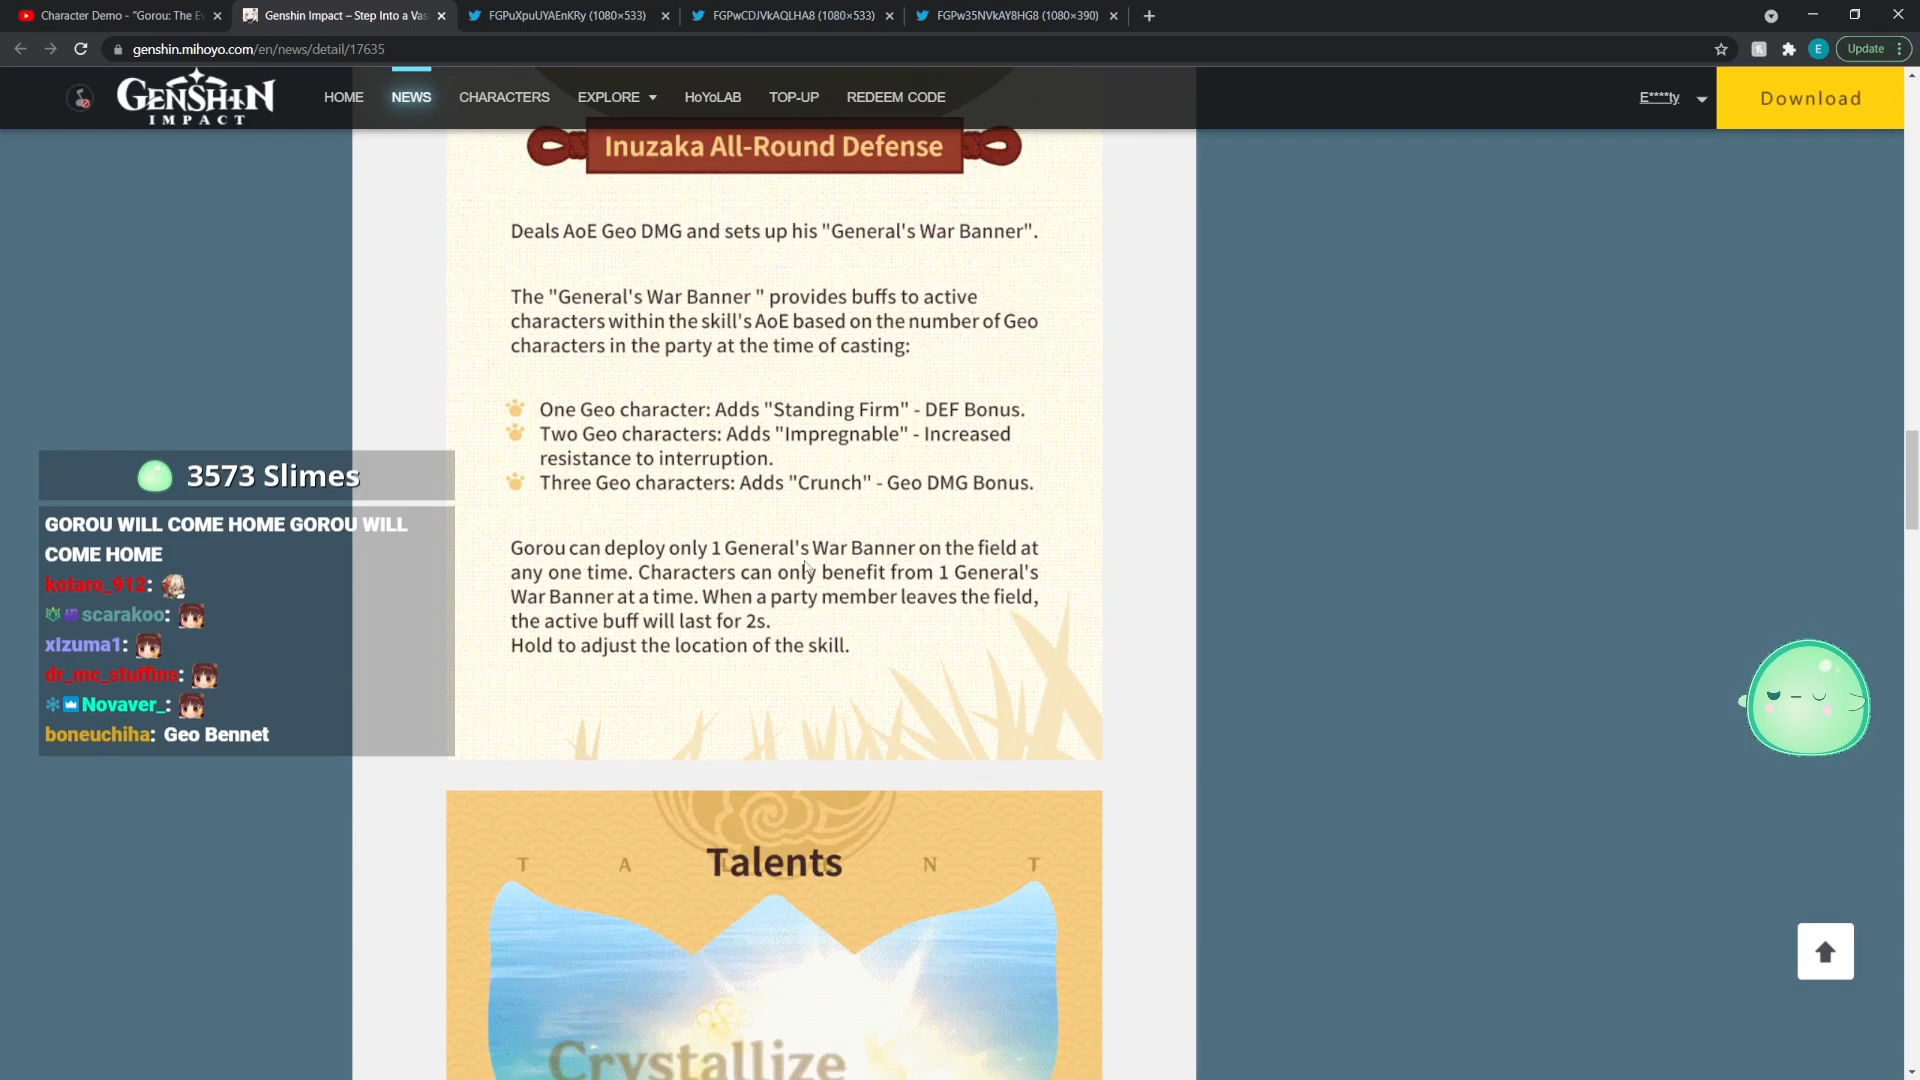 Character Demo - "Gorou: The Ev
Genshin Impact – Step Into a Vas
FGPuXpuUYAEnKRy (1080×533)
FGPwCDJVkAQLHA8 (1080×533)
FGPw35NVkAY8HG8 (1080×390)
genshin.mihoyo.com/en/news/detail/17635
E
Update
GENSHIN
IMPACT
HOME
NEWS
CHARACTERS
EXPLORE
HoYoLAB
TOP-UP
REDEEM CODE
E****ty
Download
Inuzaka All-Round Defense
Deals AoE Geo DMG and sets up his "General's War Banner".
The "General's War Banner " provides buffs to active
characters within the skill's AoE based on the number of Geo
characters in the party at the time of casting:
One Geo character: Adds "Standing Firm" - DEF Bonus.
Two Geo characters: Adds "Impregnable" - Increased
resistance to interruption.
Three Geo characters: Adds "Crunch" - Geo DMG Bonus.
Gorou can deploy only 1 General's War Banner on the field at
any one time. Characters can only benefit from 1 General's
War Banner at a time. When a party member leaves the field,
the active buff will last for 2s.
Hold to adjust the location of the skill.
3573 Slimes
GOROU WILL COME HOME GOROU WILL
COME HOME
kotaro_912:
scarakoo:
xIzuma1:
dr_mc_stuffins:
Novaver_:
boneuchiha: Geo Bennet
T A L E N T
Talents
Crystallize